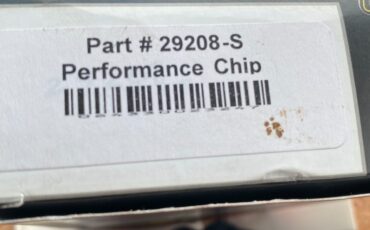 Part # 29208-S
Performance Chip